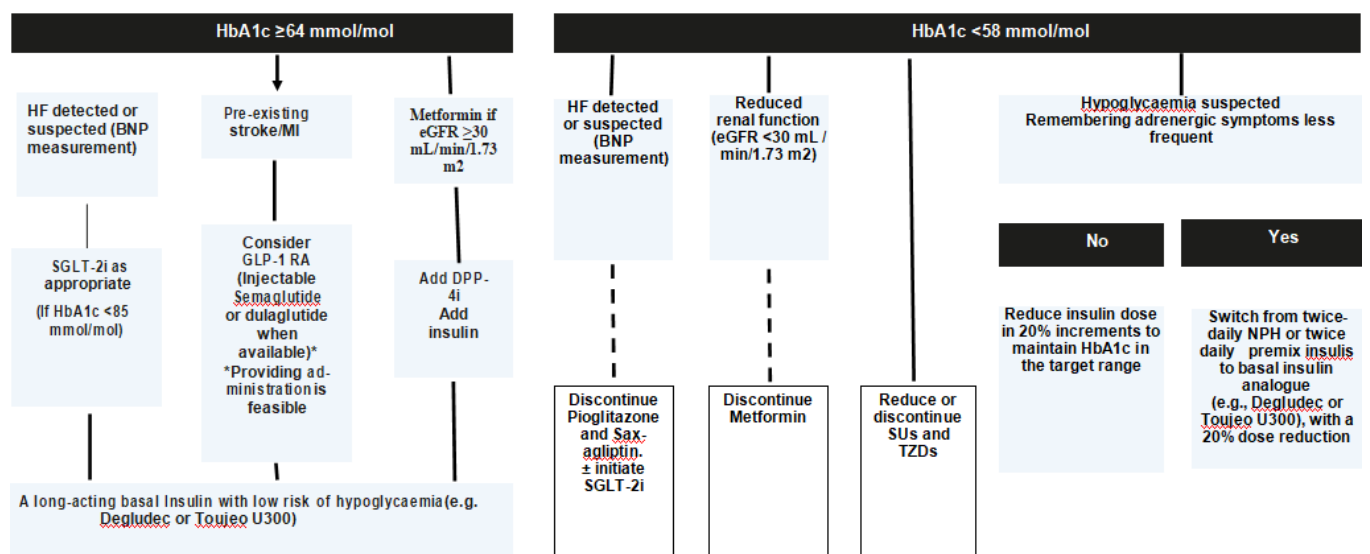 HbA1c ≥64 mmol/mol
HF detected or
suspected (BNP
measurement)
SGLT-2i as
appropriate
(If HbA1c <85
mmol/mol)
Pre-existing
stroke/MI
Consider
GLP-1 RA
(Injectable
Semaglutide
or dulaglutide
when
available)*
*Providing ad-
ministration is
feasible
Metformin if
eGFR ≥30
mL/min/1.73
m2
Add DPP-
4i
Add
insulin
A long-acting basal Insulin with low risk of hypoglycaemia(e.g.
Degludec or Toujeo U300)
HbA1c <58 mmol/mol
HF detected
or suspected
(BNP
measurement)
Discontinue
Pioglitazone
and Sax-
agliptin.
± initiate
SGLT-2i
Reduced
renal function
(eGFR <30 mL /
min/1.73 m2)
Discontinue
Metformin
Reduce or
discontinue
SUs and
TZDs
Hypoglycaemia suspected
Remembering adrenergic symptoms less
frequent
No
Reduce insulin dose
in 20% increments to
maintain HbA1c in
the target range
Yes
Switch from twice-
daily NPH or twice
daily premix insulis
to basal insulin
analogue
(e.g., Degludec or
Toujeo U300), with a
20% dose reduction